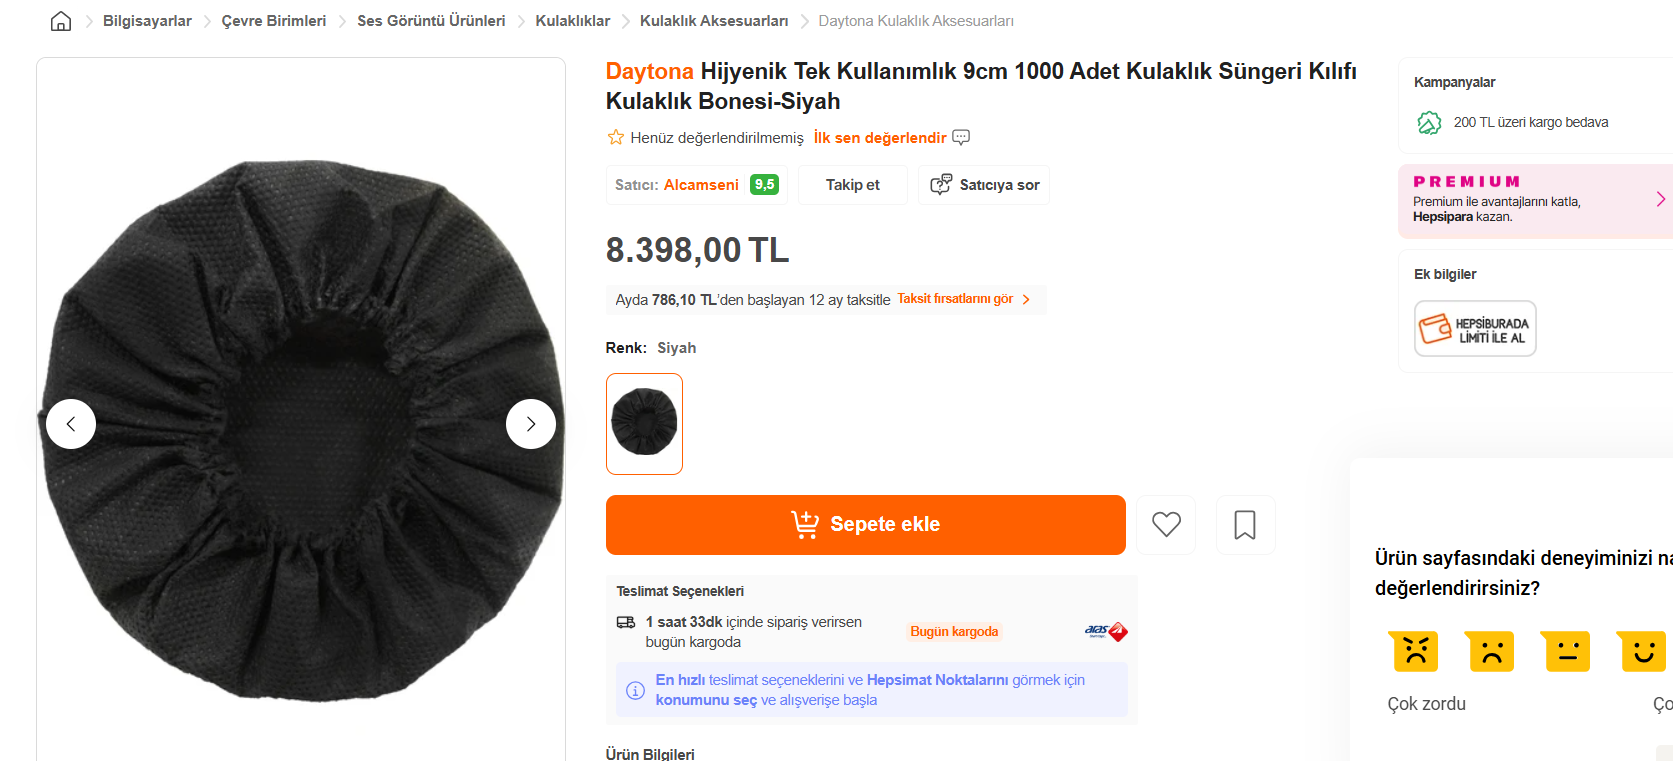 Bilgisayarlar
Çevre Birimleri
Ses Görüntü Ürünleri
Kulaklıklar
Kulaklık Aksesuarları
Daytona Kulaklık Aksesuarları
Daytona Hijyenik Tek Kullanımlık 9cm 1000 Adet Kulaklık Süngeri Kılıfı
Kulaklık Bonesi-Siyah
Henüz değerlendirilmemiş İlk sen değerlendir
Satıcı: Alcamseni 9,5
Takip et
Satıcıya sor
8.398,00 TL
Ayda 786,10 TL'den başlayan 12 ay taksitle Taksit fırsatlarını gör
Renk: Siyah
Sepete ekle
Teslimat Seçenekleri
1 saat 33dk içinde sipariş verirsen
bugün kargoda
Bugün kargoda
aras
En hızlı teslimat seçeneklerini ve Hepsimat Noktalarını görmek için
konumunu seç ve alışverişe başla
Ürün Bilgileri
Kampanyalar
200 TL üzeri kargo bedava
PREMIUM
Premium ile avantajlarını katla,
Hepsipara kazan.
Ek bilgiler
HEPSİBURADA
LİMİTİ İLE AL
Ürün sayfasındaki deneyiminizi na
değerlendirirsiniz?
Çok zordu
Ço